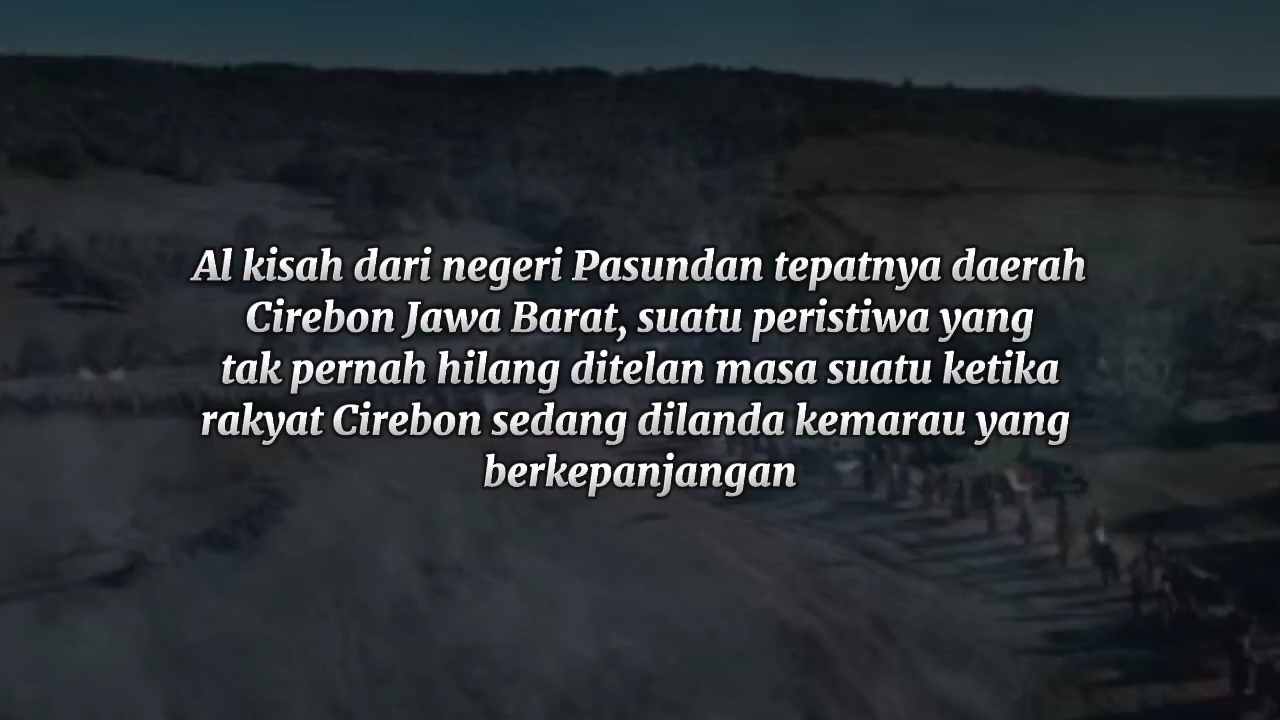 Al kisah dari negeri Pasundan tepatnya daerah
Cirebon Jawa Barat, suatu peristiwa yang
tak pernah hilang ditelan masa suatu ketika
rakyat Cirebon sedang dilanda kemarau yang
berkepanjangan